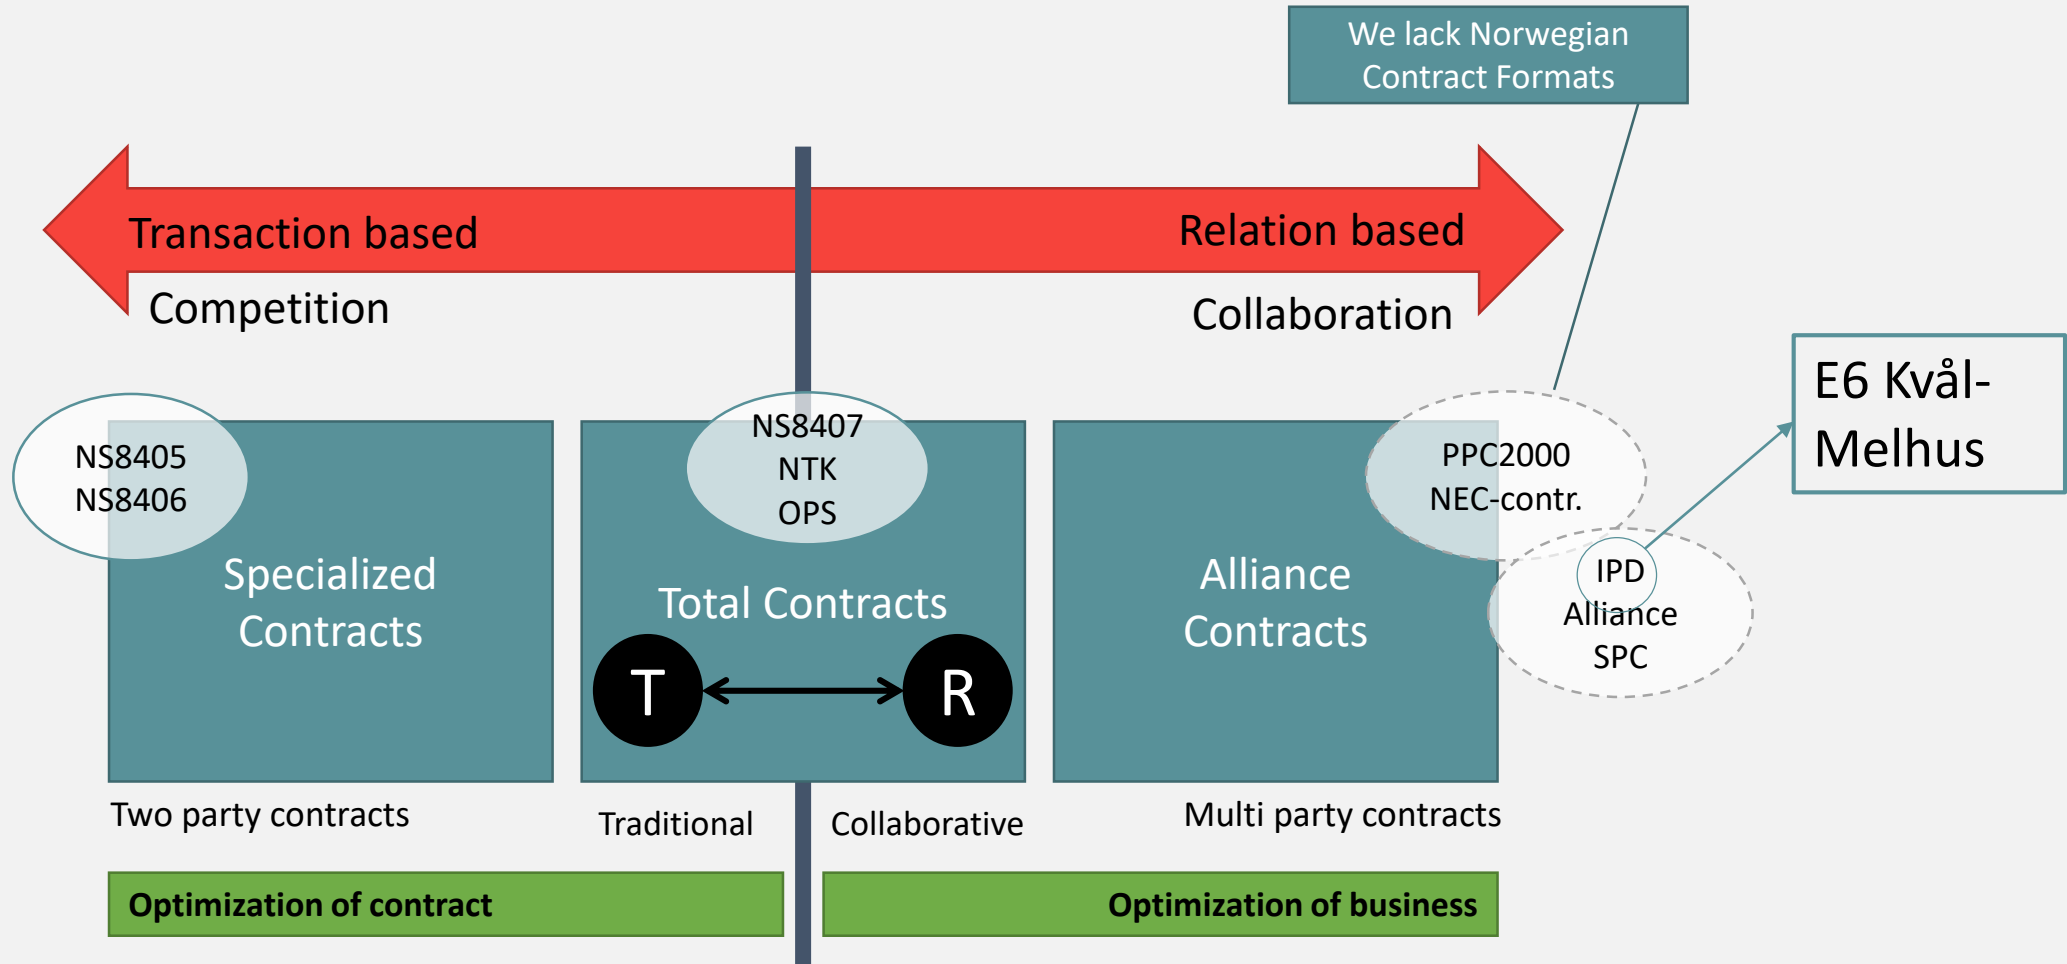 We lack Norwegian
Contract Formats
Transaction based
Relation based
Competition
Collaboration
E6 Kvål-
Melhus
NS8405
NS8406
NS8407
NTK
OPS
PPC2000
NEC-contr.
IPD
Alliance
SPC
Specialized
Contracts
Total Contracts
T
R
Alliance
Contracts
Two party contracts
Traditional
Collaborative
Multi party contracts
Optimization of contract
Optimization of business